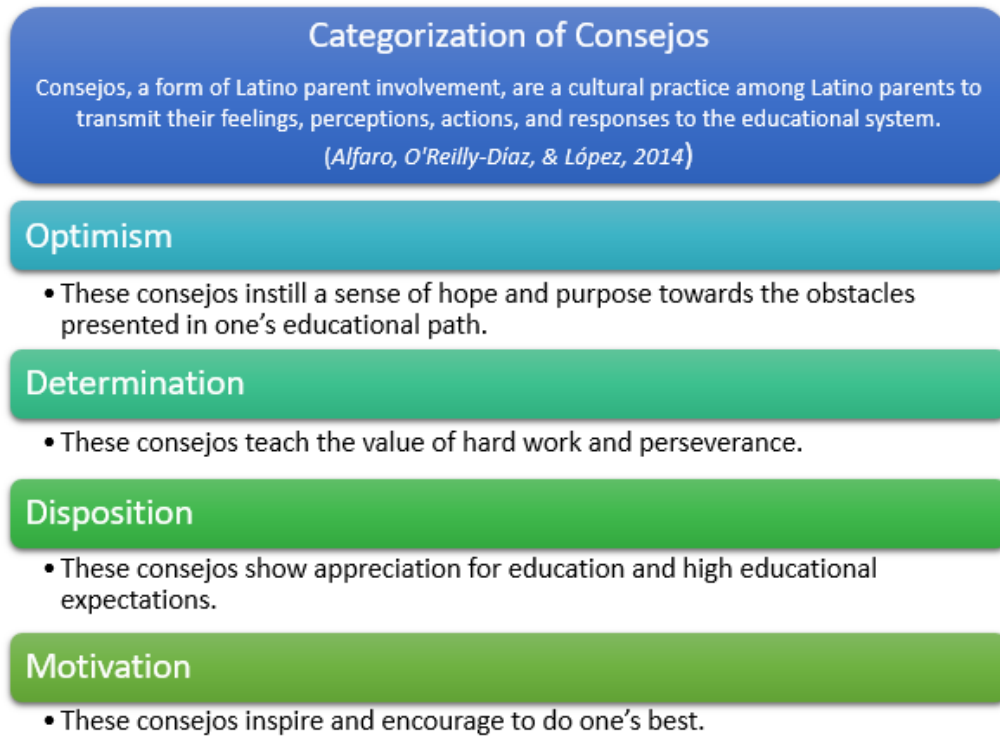 Categorization of Consejos
Consejos, a form of Latino parent involvement, are a cultural practice among Latino parents to
transmit their feelings, perceptions, actions, and responses to the educational system.
(Alfaro, O'Reilly-Díaz, & López, 2014)
Optimism
• These consejos instill a sense of hope and purpose towards the obstacles
presented in one’s educational path.
Determination
• These consejos teach the value of hard work and perseverance.
Disposition
• These consejos show appreciation for education and high educational
expectations.
Motivation
• These consejos inspire and encourage to do one’s best.